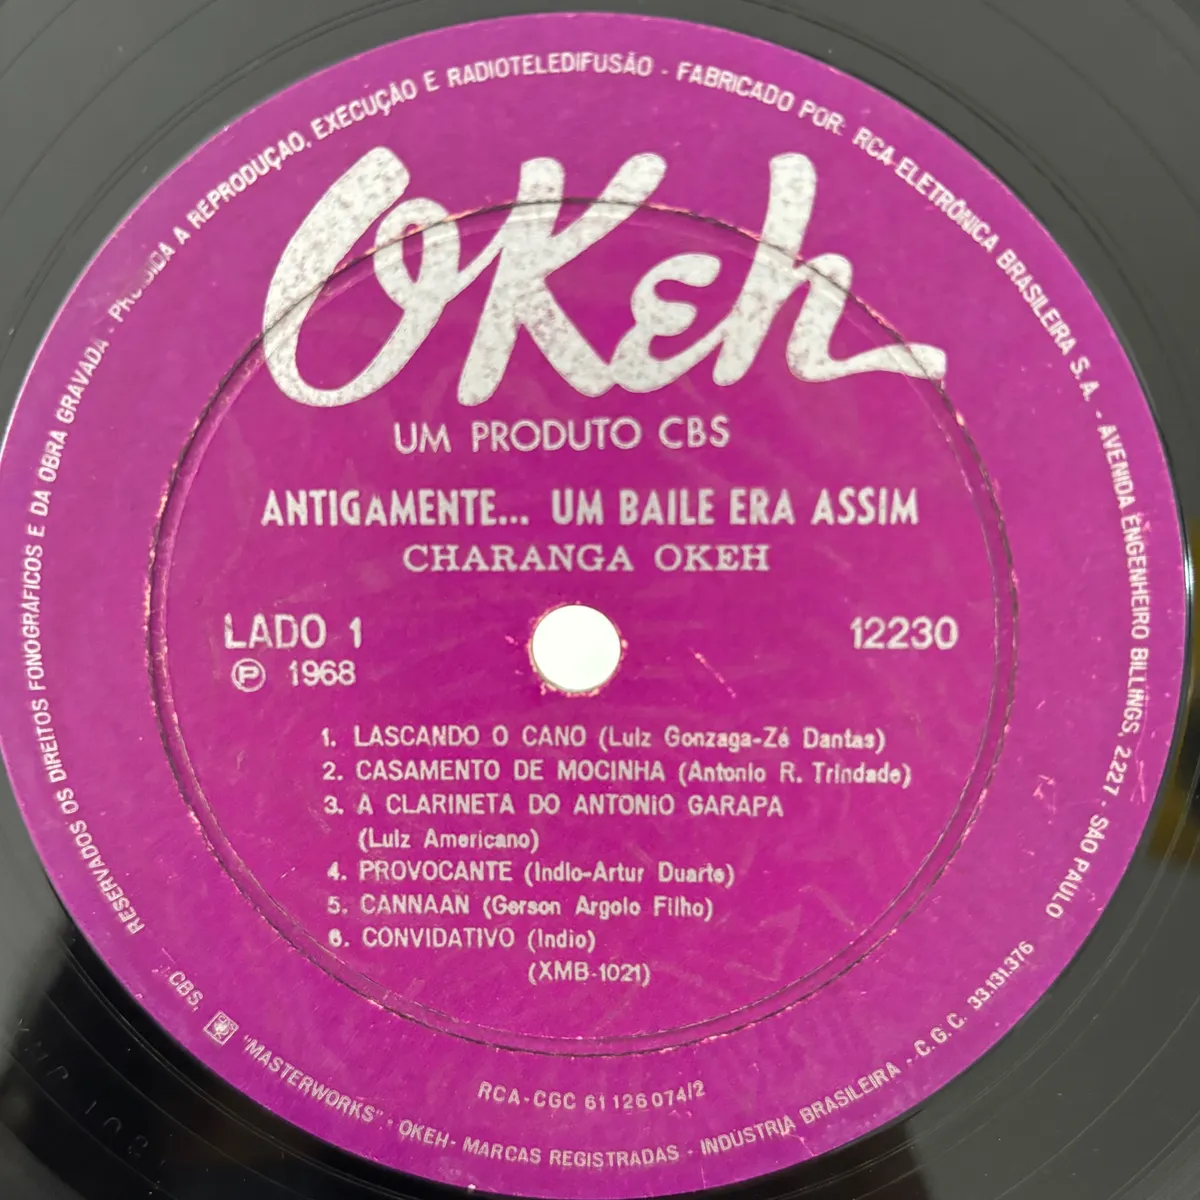 RESERVADOS OS DIREITOS FONOGRÁFICOS E DA OBRA GRAVADA - PROIBIDA A REPRODUÇÃO, EXECUÇÃO E RADIOTELEDIFUSÃO - FABRICADO POR: RCA-ELETRÔNICA BRASILEIRA S.A. - AVENIDA ENGENHEIRO BILLINGS, 2.227 - SÃO PAULO
OKeh
UM PRODUTO CBS
ANTIGAMENTE... UM BAILE ERA ASSIM
CHARANGA OKEH
LADO 1
12230
Ⓟ 1968
1. LASCANDO O CANO (Luiz Gonzaga-Zé Dantas)
2. CASAMENTO DE MOCINHA (Antonio R. Trindade)
3. A CLARINETA DO ANTONIO GARAPA
(Luiz Americano)
4. PROVOCANTE (Indio-Artur Duarte)
5. CANNAAN (Gerson Argolo Filho)
6. CONVIDATIVO (Indio)
(XMB-1021)
RCA-CGC 61 126 074/2
CBS, "MASTERWORKS", OKEH - MARCAS REGISTRADAS - INDÚSTRIA BRASILEIRA - C.G.C. 33.131.376